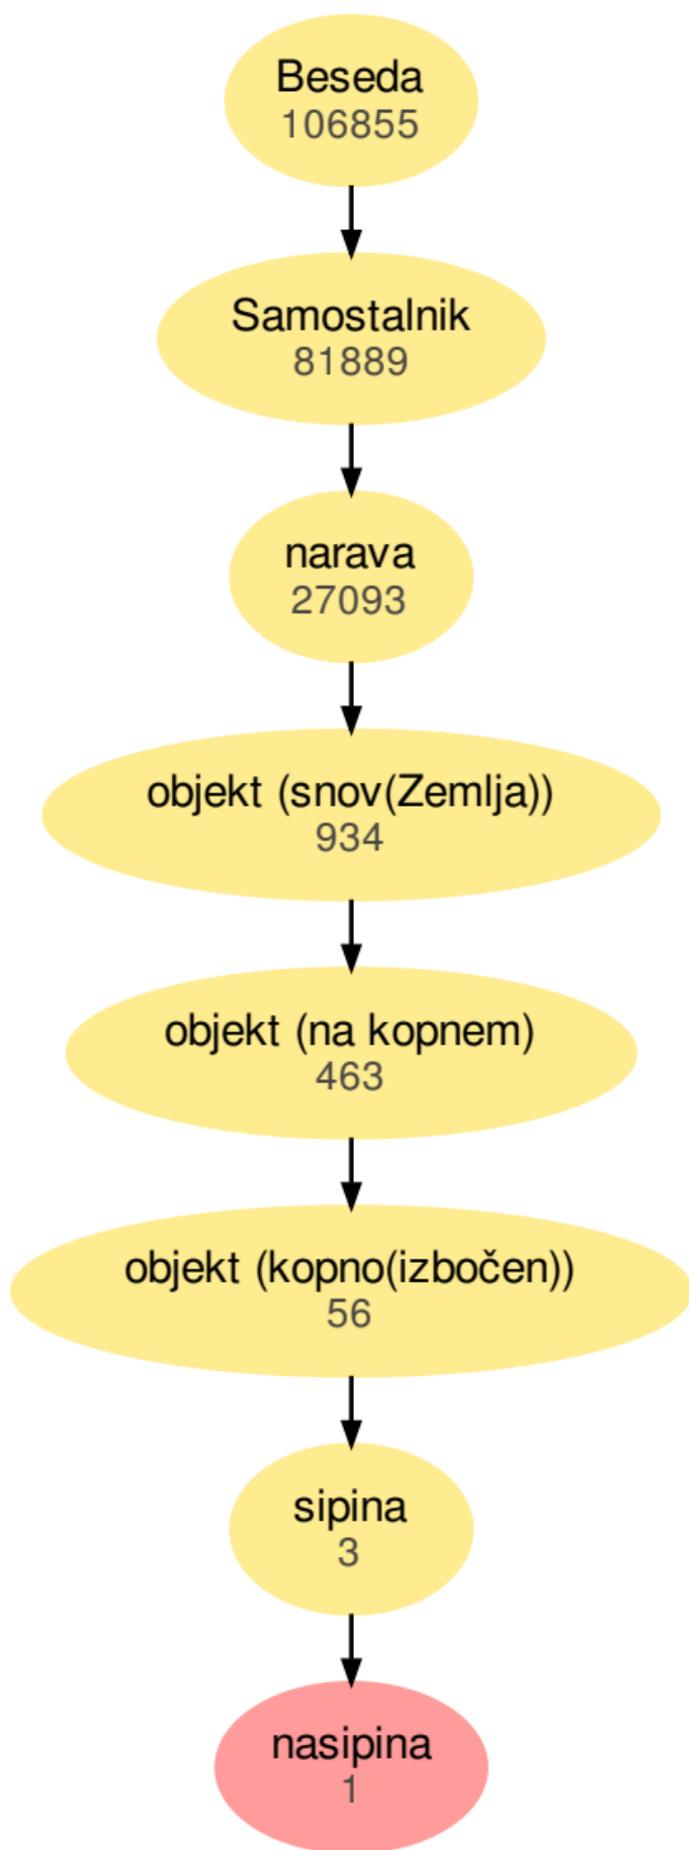 Beseda
106855
Samostalnik
81889
narava
27093
objekt (snov(Zemlja))
934
objekt (na kopnem)
463
objekt (kopno(izbočen))
56
sipina
3
nasipina
1